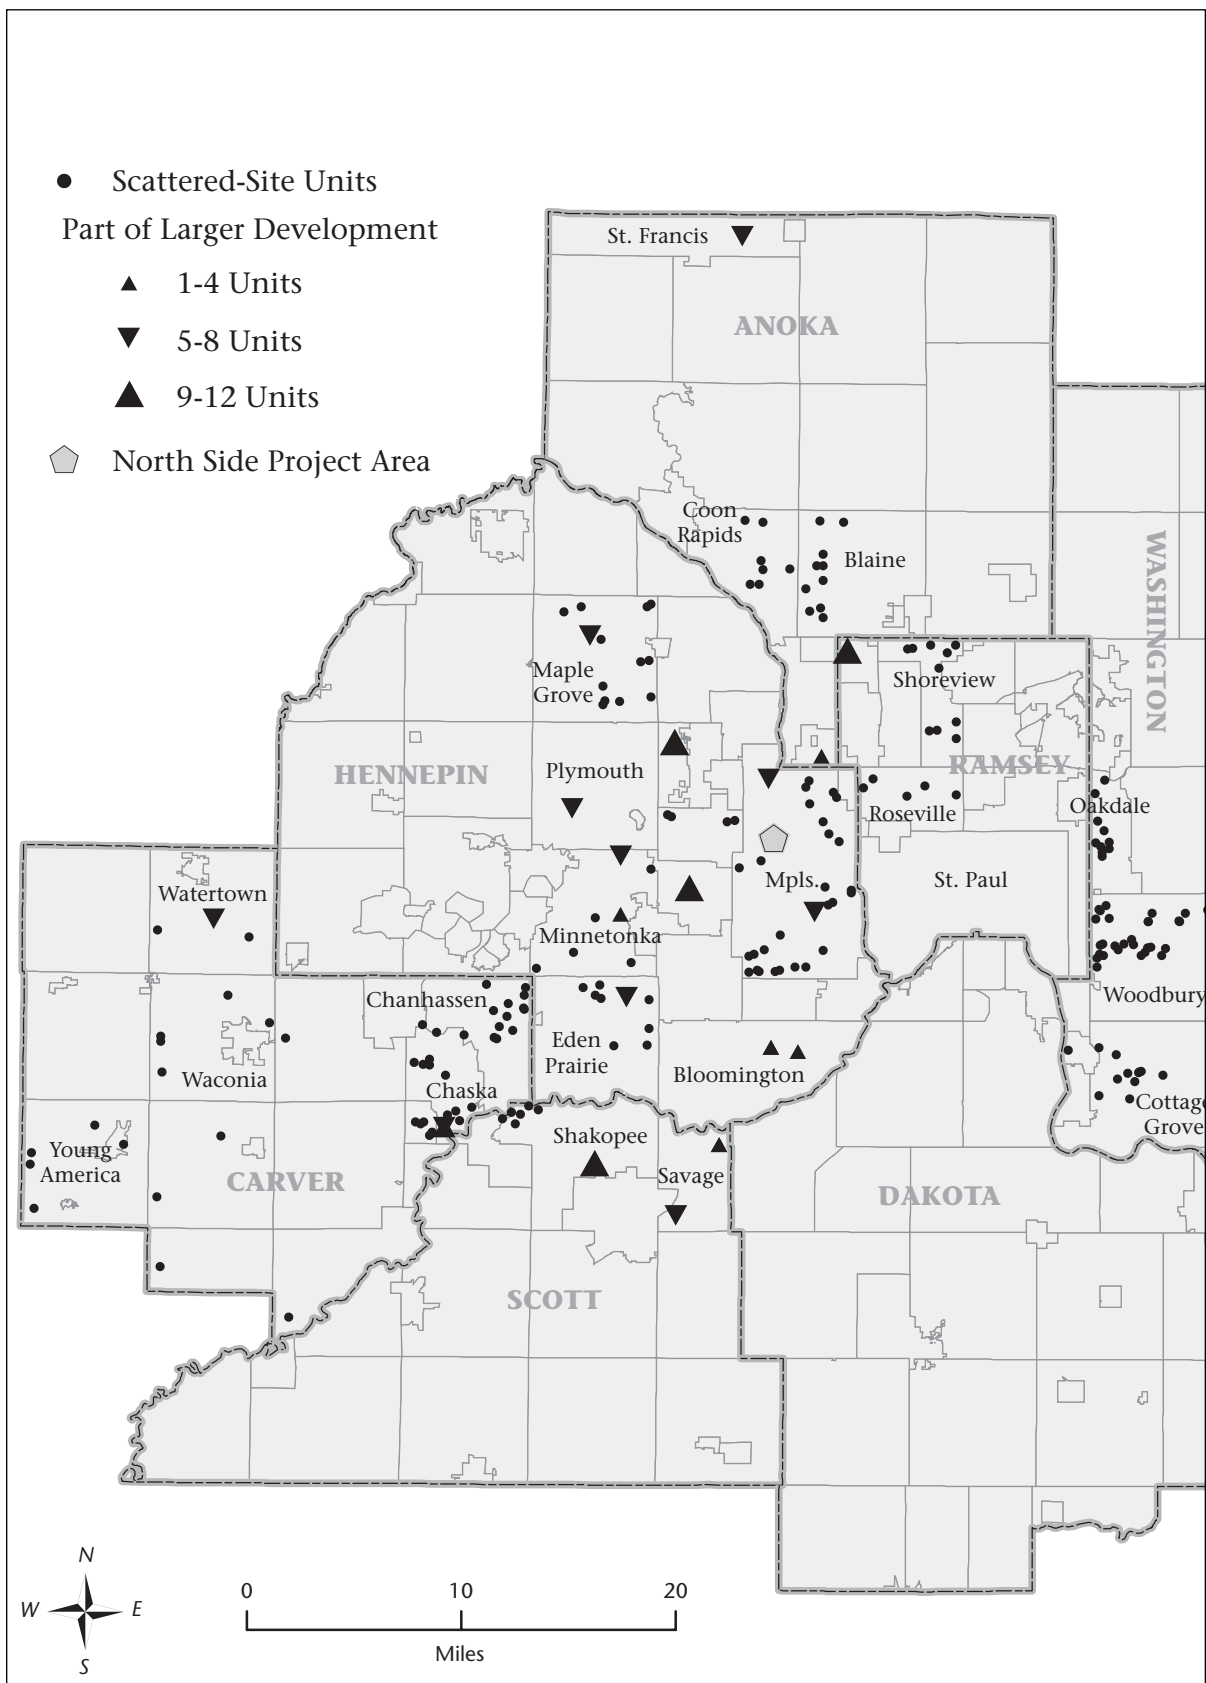 Scattered-Site Units
Part of Larger Development
1-4 Units
5-8 Units
9-12 Units
North Side Project Area
St. Francis
ANOKA
Coon
Rapids
Blaine
WASHINGTON
Maple
Grove
Shoreview
HENNEPIN
Plymouth
RAMSEY
Roseville
Oakdale
Watertown
Mpls.
St. Paul
Minnetonka
Chanhassen
Woodbury
Eden
Prairie
Waconia
Bloomington
Chaska
Cottage
Grove
Shakopee
Young
America
Savage
CARVER
DAKOTA
SCOTT
N
W
E
S
0
10
20
Miles